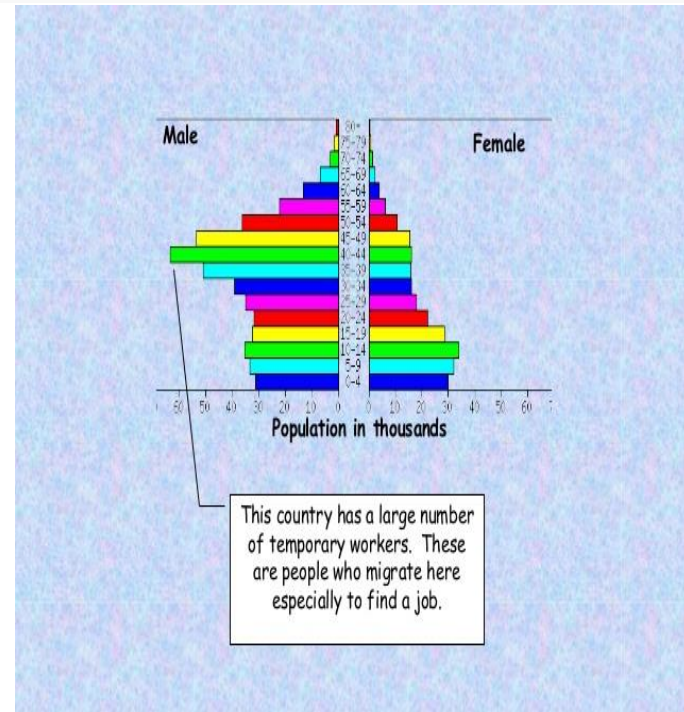 Male
Female
80+
75-79
70-74
65-69
60-64
55-59
50-54
45-49
40-44
35-39
30-34
25-29
20-24
15-19
10-14
5-9
0-4
60 50 40 30 20 10 0 0 10 20 30 40 50 60
Population in thousands
This country has a large number
of temporary workers. These
are people who migrate here
especially to find a job.